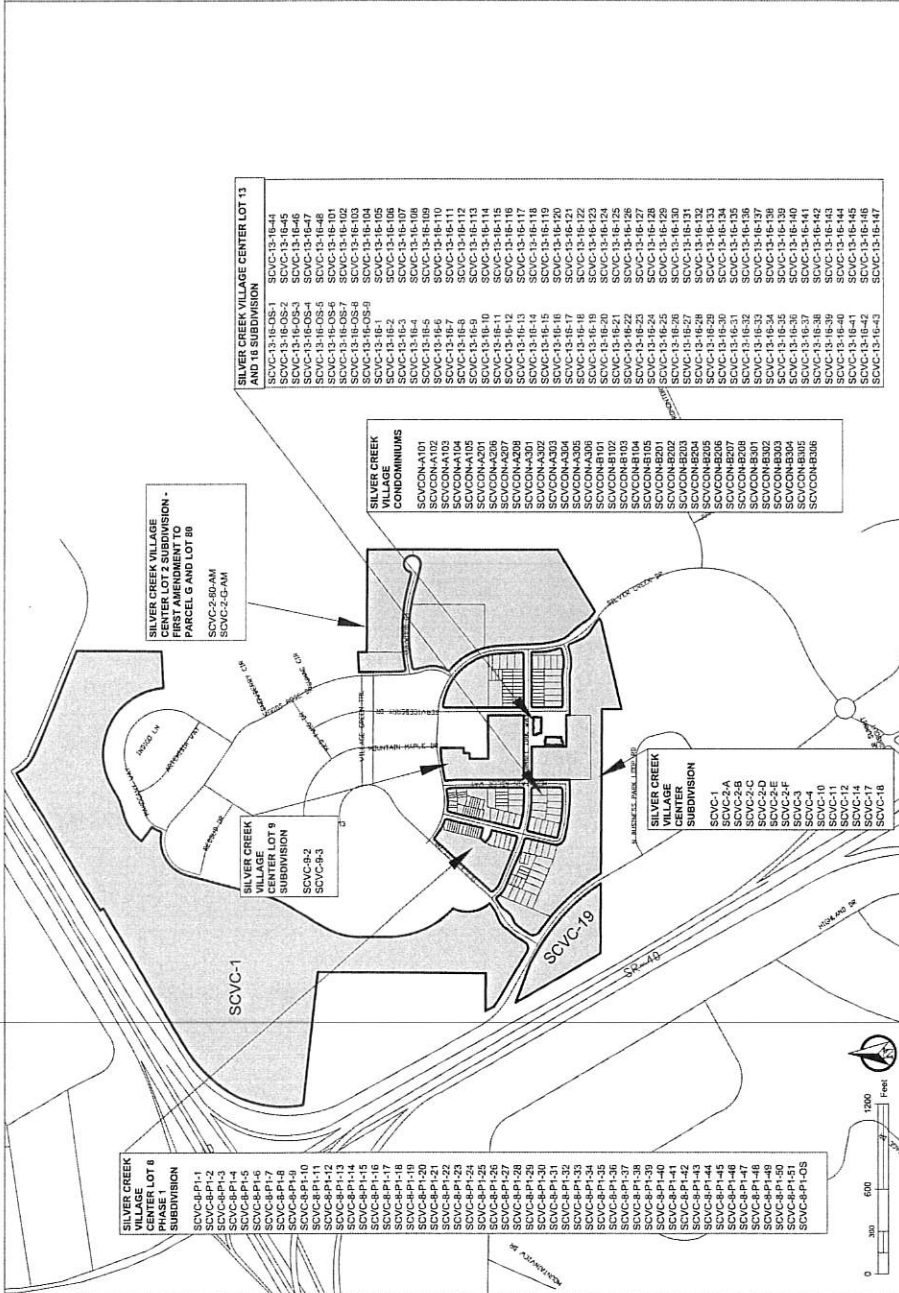 SILVER CREEK
VILLAGE
CENTER LOT 8
PHASE 1
SUBDIVISION
SCVC-8-P1-1
SCVC-8-P1-2
SCVC-8-P1-3
SCVC-8-P1-4
SCVC-8-P1-5
SCVC-8-P1-6
SCVC-8-P1-7
SCVC-8-P1-8
SCVC-8-P1-9
SCVC-8-P1-10
SCVC-8-P1-11
SCVC-8-P1-12
SCVC-8-P1-13
SCVC-8-P1-14
SCVC-8-P1-15
SCVC-8-P1-16
SCVC-8-P1-17
SCVC-8-P1-18
SCVC-8-P1-19
SCVC-8-P1-20
SCVC-8-P1-21
SCVC-8-P1-22
SCVC-8-P1-23
SCVC-8-P1-24
SCVC-8-P1-25
SCVC-8-P1-26
SCVC-8-P1-27
SCVC-8-P1-28
SCVC-8-P1-29
SCVC-8-P1-30
SCVC-8-P1-31
SCVC-8-P1-32
SCVC-8-P1-33
SCVC-8-P1-34
SCVC-8-P1-35
SCVC-8-P1-36
SCVC-8-P1-37
SCVC-8-P1-38
SCVC-8-P1-39
SCVC-8-P1-40
SCVC-8-P1-41
SCVC-8-P1-42
SCVC-8-P1-43
SCVC-8-P1-44
SCVC-8-P1-45
SCVC-8-P1-46
SCVC-8-P1-47
SCVC-8-P1-48
SCVC-8-P1-49
SCVC-8-P1-50
SCVC-8-P1-51
SCVC-8-P1-OS
SILVER CREEK
VILLAGE
CENTER LOT 9
SUBDIVISION
SCVC-9-2
SCVC-9-3
SILVER CREEK VILLAGE
CENTER LOT 2 SUBDIVISION -
FIRST AMENDMENT TO
PARCEL G AND LOT 80
SCVC-2-80-AM
SCVC-2-G-AM
SILVER CREEK VILLAGE CENTER LOT 13
AND 16 SUBDIVISION
SCVC-13-16-OS-1
SCVC-13-16-OS-2
SCVC-13-16-OS-3
SCVC-13-16-OS-4
SCVC-13-16-OS-5
SCVC-13-16-OS-6
SCVC-13-16-OS-7
SCVC-13-16-OS-8
SCVC-13-16-OS-9
SCVC-13-16-1
SCVC-13-16-2
SCVC-13-16-3
SCVC-13-16-4
SCVC-13-16-5
SCVC-13-16-6
SCVC-13-16-7
SCVC-13-16-8
SCVC-13-16-9
SCVC-13-16-10
SCVC-13-16-11
SCVC-13-16-12
SCVC-13-16-13
SCVC-13-16-14
SCVC-13-16-15
SCVC-13-16-16
SCVC-13-16-17
SCVC-13-16-18
SCVC-13-16-19
SCVC-13-16-20
SCVC-13-16-21
SCVC-13-16-22
SCVC-13-16-23
SCVC-13-16-24
SCVC-13-16-25
SCVC-13-16-26
SCVC-13-16-27
SCVC-13-16-28
SCVC-13-16-29
SCVC-13-16-30
SCVC-13-16-31
SCVC-13-16-32
SCVC-13-16-33
SCVC-13-16-34
SCVC-13-16-35
SCVC-13-16-36
SCVC-13-16-37
SCVC-13-16-38
SCVC-13-16-39
SCVC-13-16-40
SCVC-13-16-41
SCVC-13-16-42
SCVC-13-16-43
SCVC-13-16-44
SCVC-13-16-45
SCVC-13-16-46
SCVC-13-16-47
SCVC-13-16-48
SCVC-13-16-101
SCVC-13-16-102
SCVC-13-16-103
SCVC-13-16-104
SCVC-13-16-105
SCVC-13-16-106
SCVC-13-16-107
SCVC-13-16-108
SCVC-13-16-109
SCVC-13-16-110
SCVC-13-16-111
SCVC-13-16-112
SCVC-13-16-113
SCVC-13-16-114
SCVC-13-16-115
SCVC-13-16-116
SCVC-13-16-117
SCVC-13-16-118
SCVC-13-16-119
SCVC-13-16-120
SCVC-13-16-121
SCVC-13-16-122
SCVC-13-16-123
SCVC-13-16-124
SCVC-13-16-125
SCVC-13-16-126
SCVC-13-16-127
SCVC-13-16-128
SCVC-13-16-129
SCVC-13-16-130
SCVC-13-16-131
SCVC-13-16-132
SCVC-13-16-133
SCVC-13-16-134
SCVC-13-16-135
SCVC-13-16-136
SCVC-13-16-137
SCVC-13-16-138
SCVC-13-16-139
SCVC-13-16-140
SCVC-13-16-141
SCVC-13-16-142
SCVC-13-16-143
SCVC-13-16-144
SCVC-13-16-145
SCVC-13-16-146
SCVC-13-16-147
SILVER CREEK
VILLAGE
CONDOMINIUMS
SCVCON-A101
SCVCON-A102
SCVCON-A103
SCVCON-A104
SCVCON-A105
SCVCON-A201
SCVCON-A206
SCVCON-A207
SCVCON-A208
SCVCON-A301
SCVCON-A302
SCVCON-A303
SCVCON-A304
SCVCON-A305
SCVCON-A306
SCVCON-B101
SCVCON-B102
SCVCON-B103
SCVCON-B104
SCVCON-B105
SCVCON-B201
SCVCON-B202
SCVCON-B203
SCVCON-B204
SCVCON-B205
SCVCON-B206
SCVCON-B207
SCVCON-B208
SCVCON-B301
SCVCON-B302
SCVCON-B303
SCVCON-B304
SCVCON-B305
SCVCON-B306
SILVER CREEK
VILLAGE
CENTER
SUBDIVISION
SCVC-1
SCVC-2-A
SCVC-2-B
SCVC-2-C
SCVC-2-D
SCVC-2-E
SCVC-2-F
SCVC-3
SCVC-4
SCVC-10
SCVC-11
SCVC-12
SCVC-14
SCVC-17
SCVC-18
SCVC-1
SCVC-19
INDIGO LN
ARTEMISIA WAY
REDBUD DR
VILLAGE GREEN TRL
MOUNTAIN MAPLE DR
SERVICEBERRY DR
SILVER CREEK DR
N BUSINESS PARK LOOP RD
SR-40
HIGHLAND DR
MOUNTAINVIEW DR
0 300 600 1200
Feet